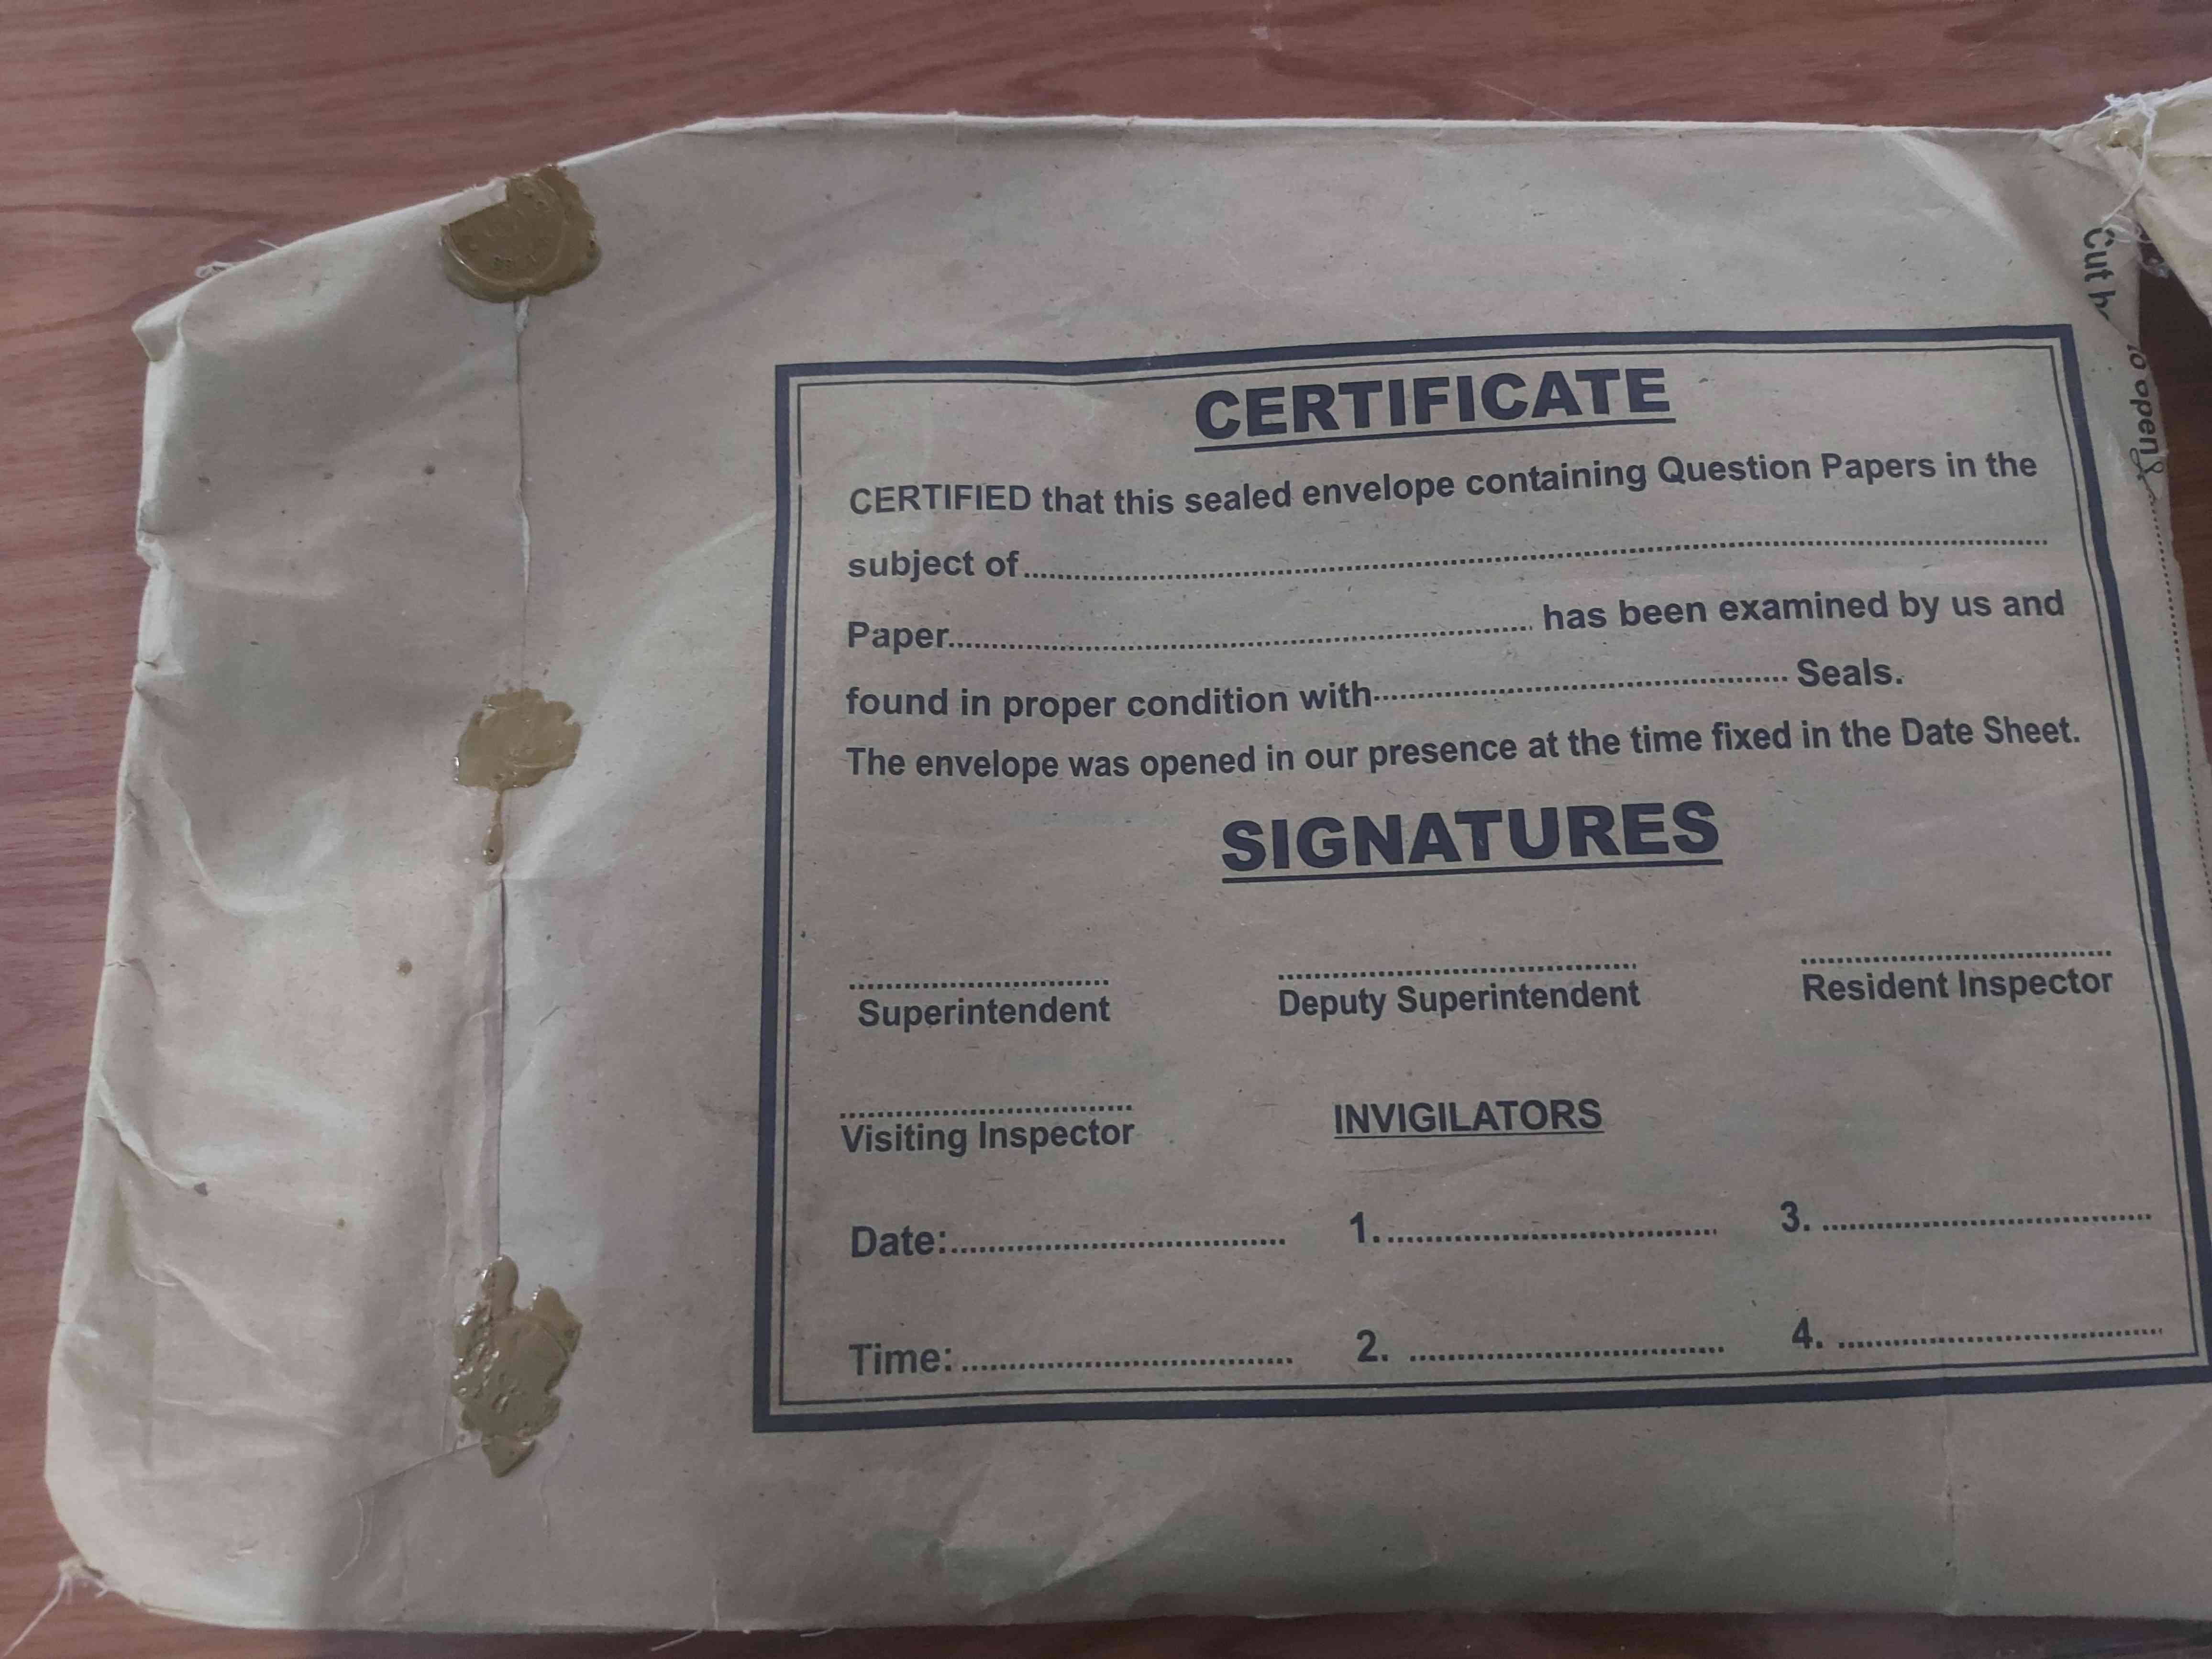 CERTIFICATE
CERTIFIED that this sealed envelope containing Question Papers in the
subject of................................................................
Paper................................ has been examined by us and
found in proper condition with................................ Seals.
The envelope was opened in our presence at the time fixed in the Date Sheet.
SIGNATURES
Superintendent
Deputy Superintendent
Resident Inspector
Visiting Inspector
INVIGILATORS
Date:................................ 1................................. 3. ................................
Time:................................ 2. ................................ 4. ................................
Cut to open